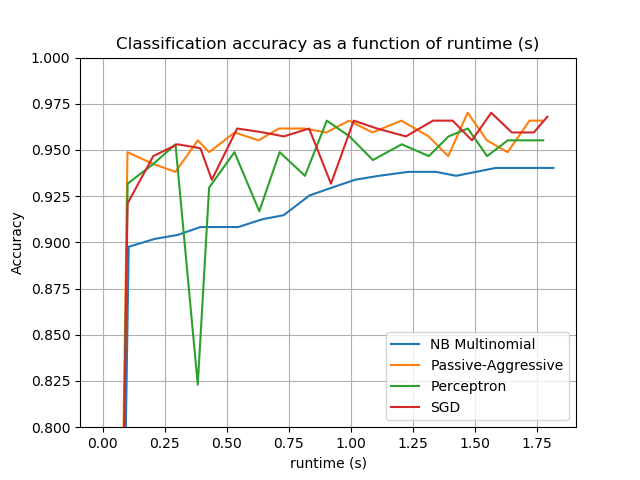 Classification accuracy as a function of runtime (s)
1.000
0.975
0.950
0.925
0.900
0.875
0.850
0.825
0.800
Accuracy
NB Multinomial
Passive-Aggressive
Perceptron
SGD
0.00 0.25 0.50 0.75 1.00 1.25 1.50 1.75
runtime (s)